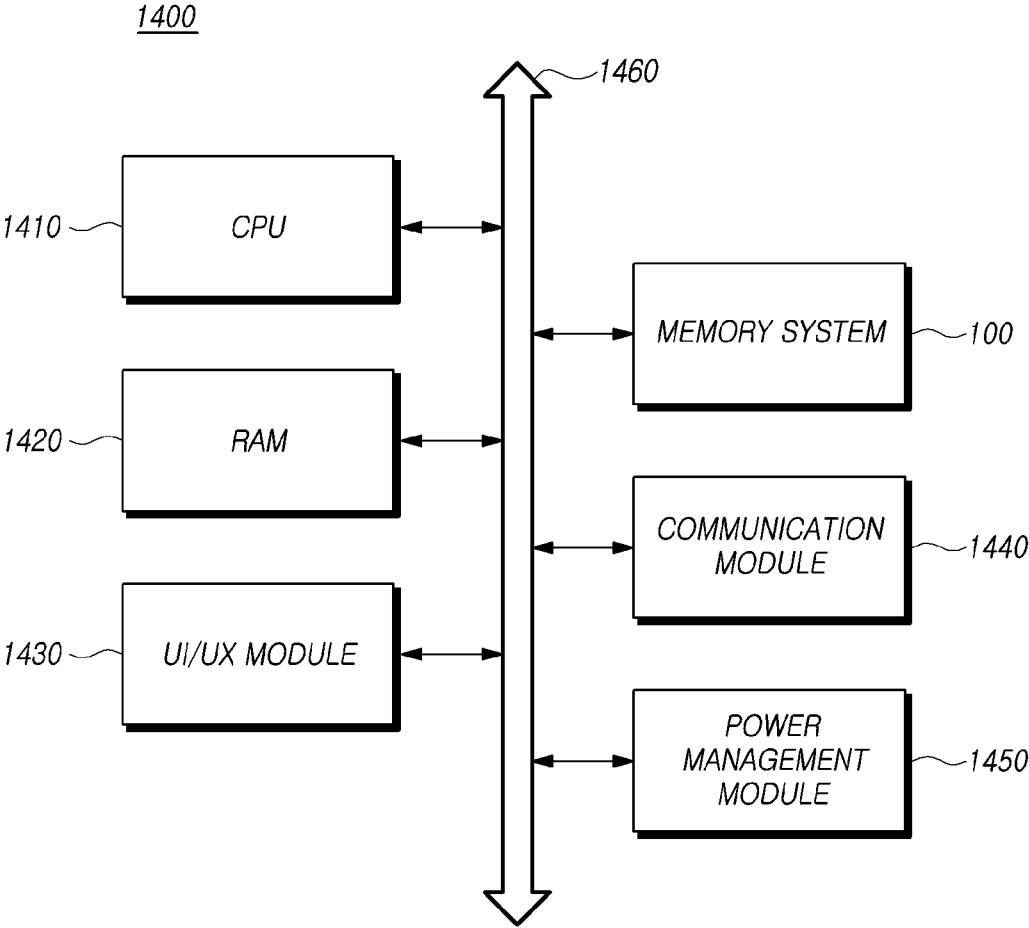 1400
1460
1410
CPU
MEMORY SYSTEM
100
1420
RAM
COMMUNICATION
MODULE
1440
1430
UI/UX MODULE
POWER
MANAGEMENT
MODULE
1450